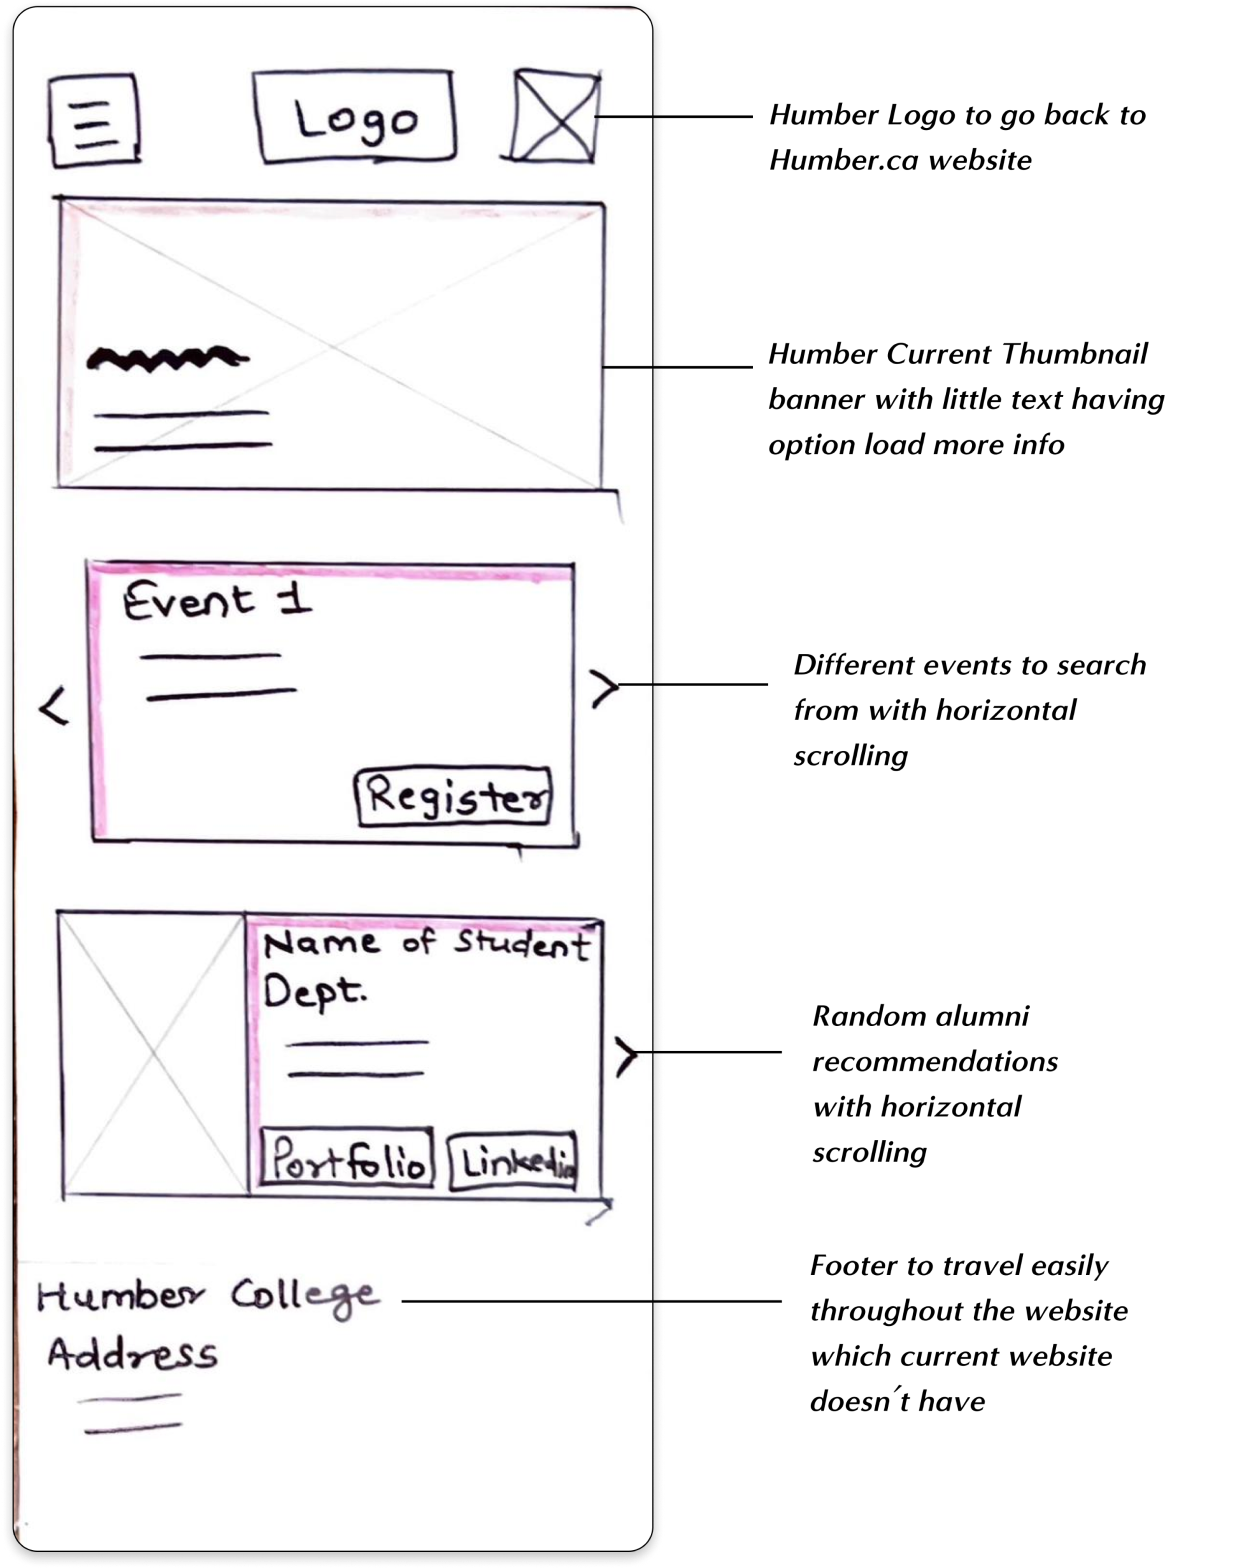 Logo
Humber Logo to go back to
Humber.ca website
Humber Current Thumbnail
banner with little text having
option load more info
Event 1
Register
<
>
Different events to search
from with horizontal
scrolling
Name of Student
Dept.
Portfolio
Linkedin
>
Random alumni
recommendations
with horizontal
scrolling
Humber College
Address
Footer to travel easily
throughout the website
which current website
doesn´t have